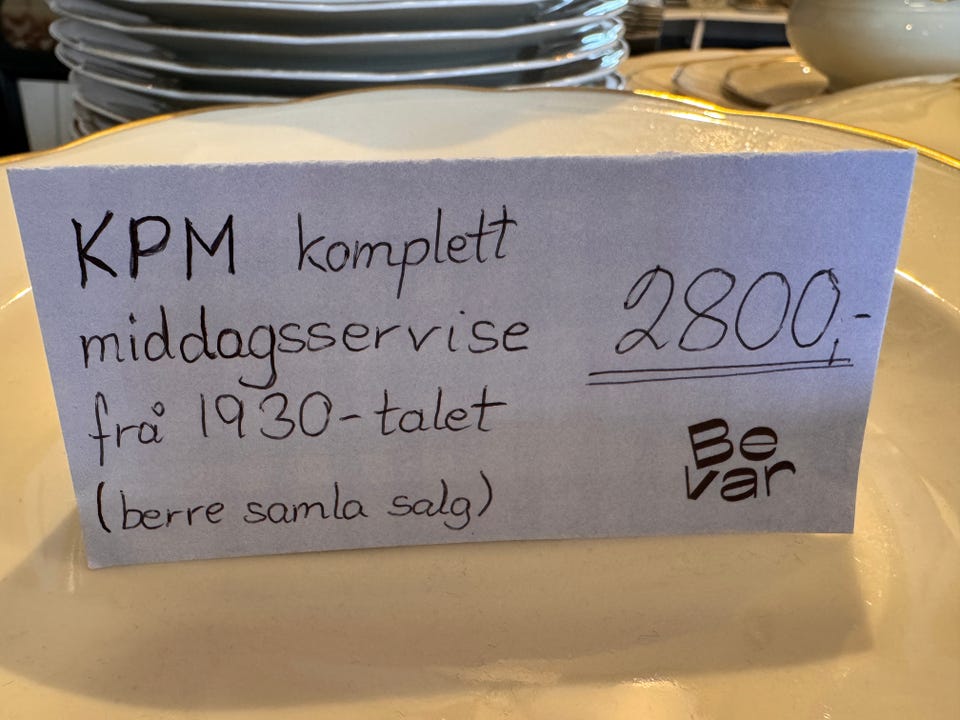 KPM komplett
middagsservise
frå 1930-talet
(berre samla salg)
2800,-
Be
var